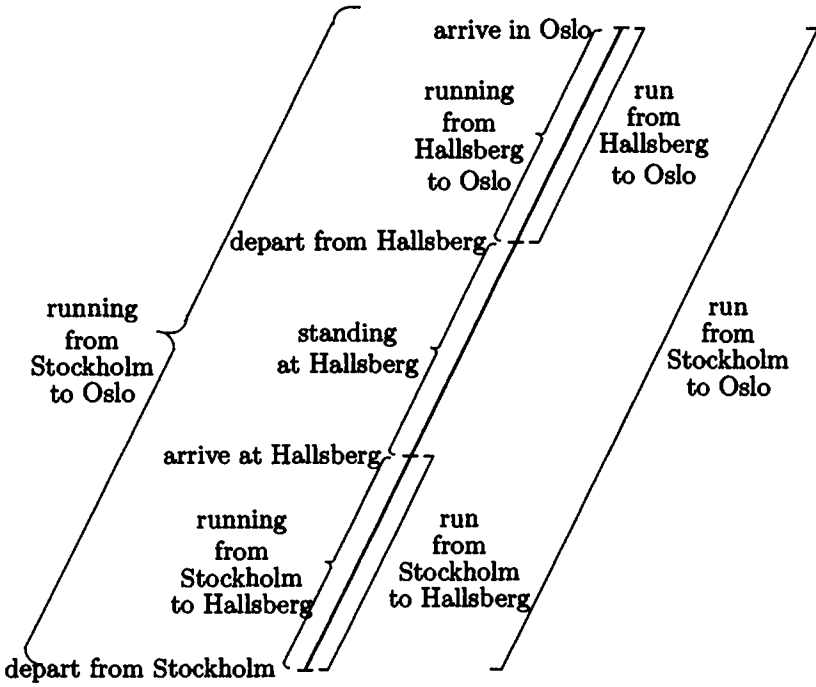 arrive in Oslo
running
from
Hallsberg
to Oslo
run
from
Hallsberg
to Oslo
depart from Hallsberg
running
from
Stockholm
to Oslo
standing
at Hallsberg
run
from
Stockholm
to Oslo
arrive at Hallsberg
running
from
Stockholm
to Hallsberg
run
from
Stockholm
to Hallsberg
depart from Stockholm